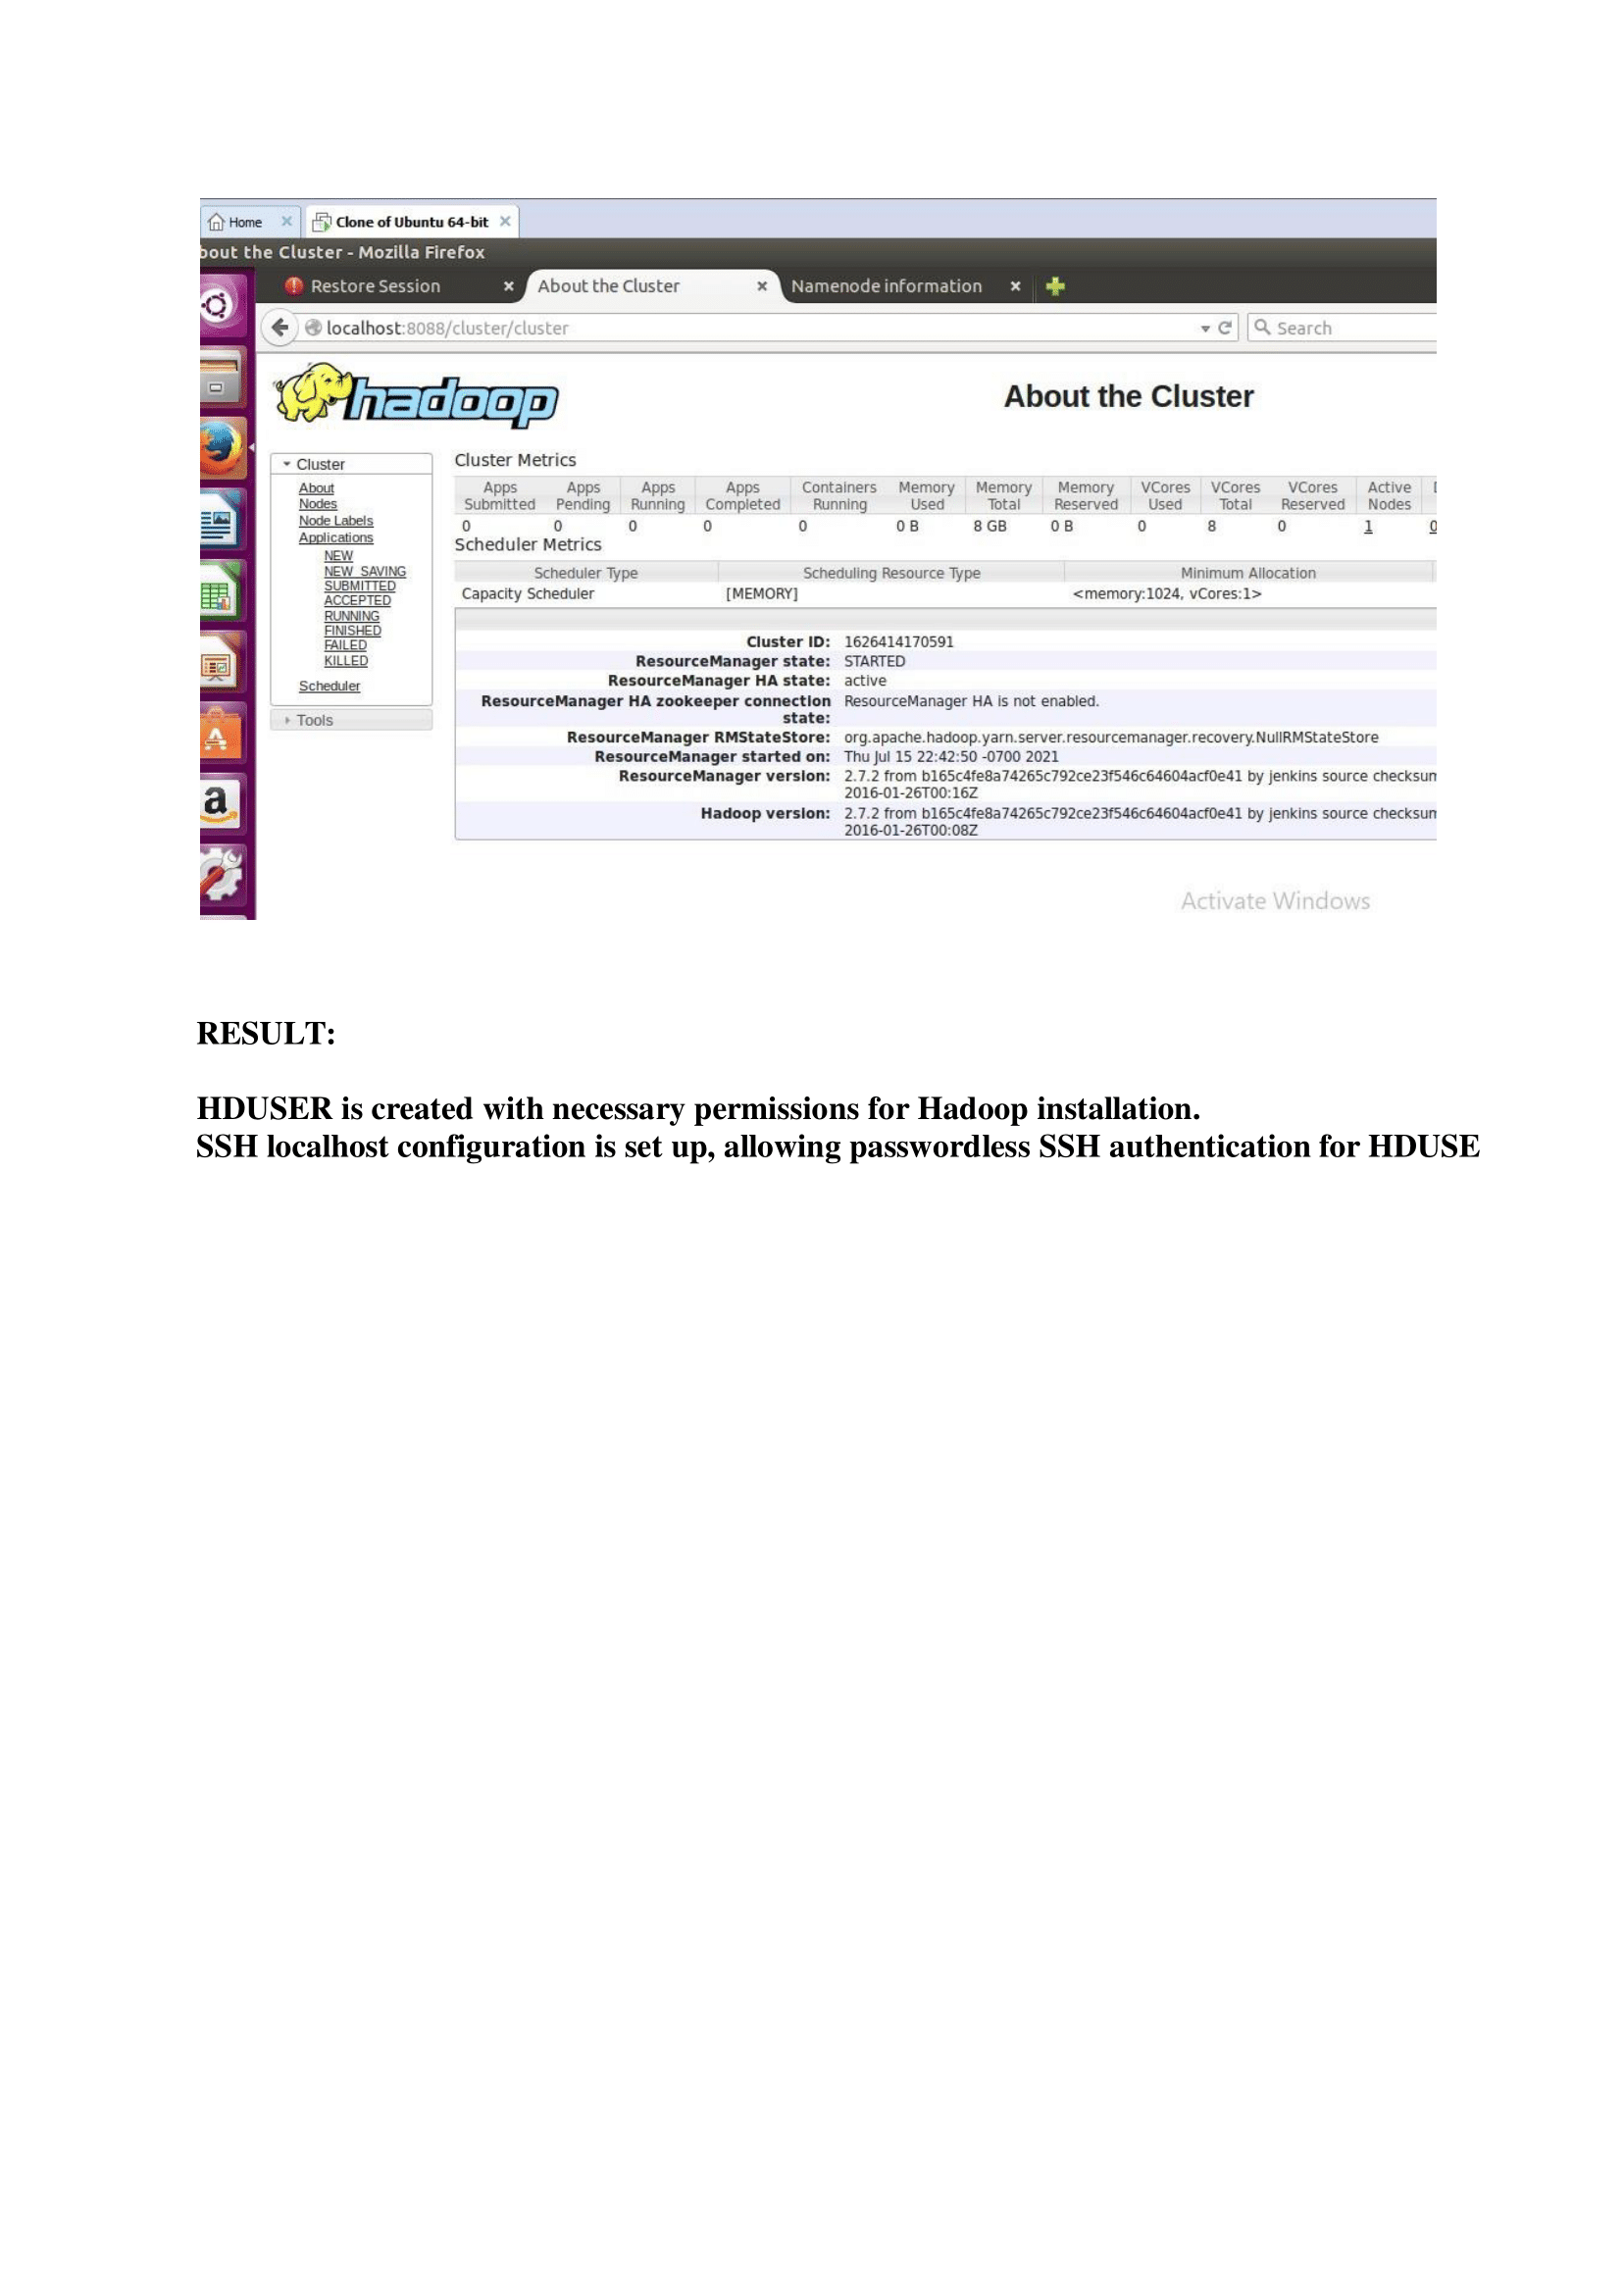 Home
Clone of Ubuntu 64-bit
bout the Cluster - Mozilla Firefox
Restore Session
About the Cluster
Namenode information
localhost:8088/cluster/cluster
Search
hadoop
About the Cluster
Cluster
About
Nodes
Node Labels
Applications
NEW
NEW_SAVING
SUBMITTED
ACCEPTED
RUNNING
FINISHED
FAILED
KILLED
Scheduler
Tools
Cluster Metrics
Apps Submitted Apps Pending Apps Running Apps Completed Containers Running Memory Used Memory Total Memory Reserved VCores Used VCores Total VCores Reserved Active Nodes
0 0 0 0 0 0 B 8 GB 0 B 0 8 0 1 0
Scheduler Metrics
Scheduler Type Scheduling Resource Type Minimum Allocation
Capacity Scheduler [MEMORY] <memory:1024, vCores:1>
Cluster ID: 1626414170591
ResourceManager state: STARTED
ResourceManager HA state: active
ResourceManager HA zookeeper connection state: ResourceManager HA is not enabled.
ResourceManager RMStateStore: org.apache.hadoop.yarn.server.resourcemanager.recovery.NullRMStateStore
ResourceManager started on: Thu Jul 15 22:42:50 -0700 2021
ResourceManager version: 2.7.2 from b165c4fe8a74265c792ce23f546c64604acf0e41 by jenkins source checksum
2016-01-26T00:16Z
Hadoop version: 2.7.2 from b165c4fe8a74265c792ce23f546c64604acf0e41 by jenkins source checksum
2016-01-26T00:08Z
Activate Windows
RESULT:
HDUSER is created with necessary permissions for Hadoop installation.
SSH localhost configuration is set up, allowing passwordless SSH authentication for HDUSE